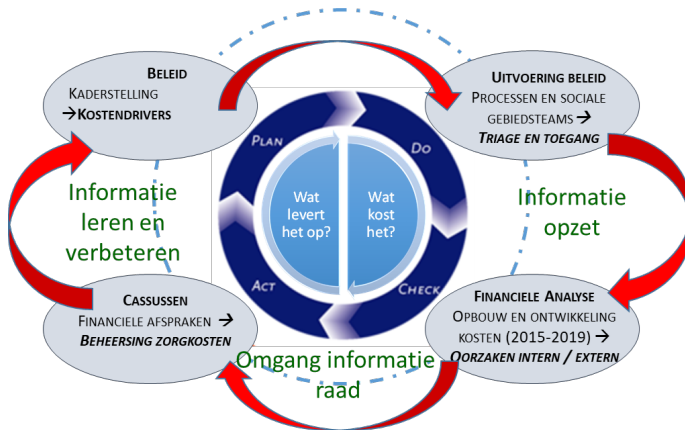 BELEID
KADERSTELLING
→KOSTENDRIVERS
UITVOERING BELEID
PROCESSEN EN SOCIALE
GEBIEDSTEAMS →
TRIAGE EN TOEGANG
PLAN
DO
Wat
levert
het op?
Wat
kost
het?
Informatie
leren en
verbeteren
Informatie
opzet
ACT
CHECK
CASSUSSEN
FINANCIELE AFSPRAKEN →
BEHEERSING ZORGKOSTEN
FINANCIELE ANALYSE
OPBOUW EN ONTWIKKELING
KOSTEN (2015-2019) →
OORZAKEN INTERN / EXTERN
Omgang informatie
raad